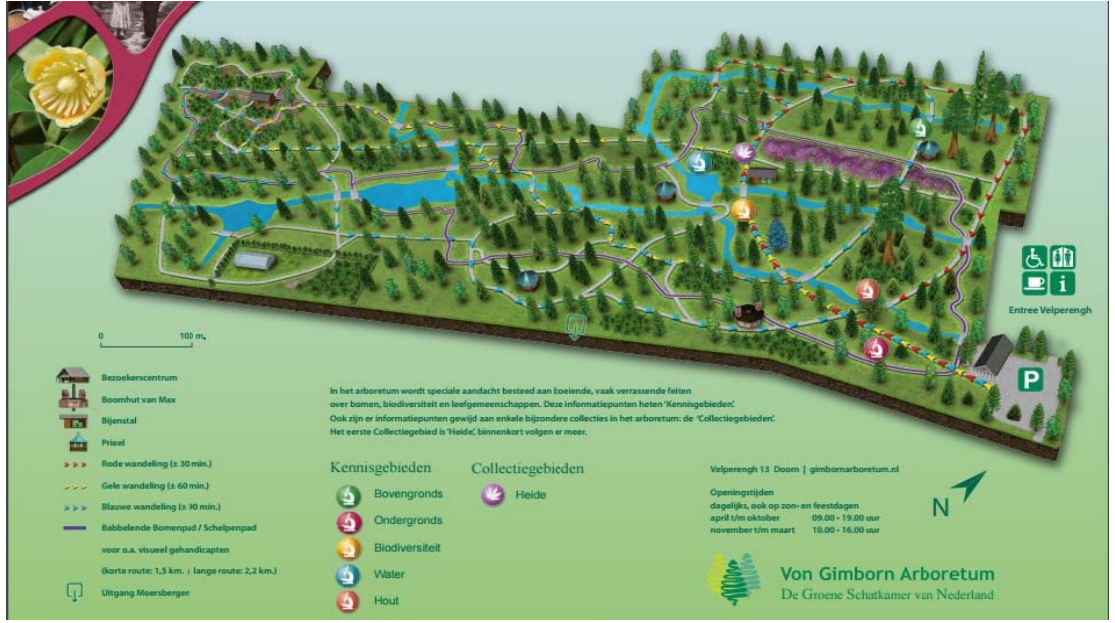 Entree Velperengh
P
0 100 m.
Bezoekerscentrum
Boomhut van Max
Bijenstal
Prieel
Rode wandeling (± 30 min.)
Gele wandeling (± 60 min.)
Blauwe wandeling (± 90 min.)
Babbelende Bomenpad / Schelpenpad
voor o.a. visueel gehandicapten
(korte route: 1,5 km. / lange route: 2,2 km.)
Uitgang Moersberger
In het arboretum wordt speciale aandacht besteed aan boeiende, vaak verrassende feiten
over bomen, biodiversiteit en leefgemeenschappen. Deze informatiepunten heten 'Kennisgebieden'.
Ook zijn er informatiepunten gewijd aan enkele bijzondere collecties in het arboretum: de 'Collectiegebieden'.
Het eerste Collectiegebied is 'Heide', binnenkort volgen er meer.
Kennisgebieden
Bovengronds
Ondergronds
Biodiversiteit
Water
Hout
Collectiegebieden
Heide
Velperengh 13 Doorn | gimbornarboretum.nl
Openingstijden
dagelijks, ook op zon- en feestdagen
april t/m oktober 09.00 - 19.00 uur
november t/m maart 10.00 - 16.00 uur
N
Von Gimborn Arboretum
De Groene Schatkamer van Nederland